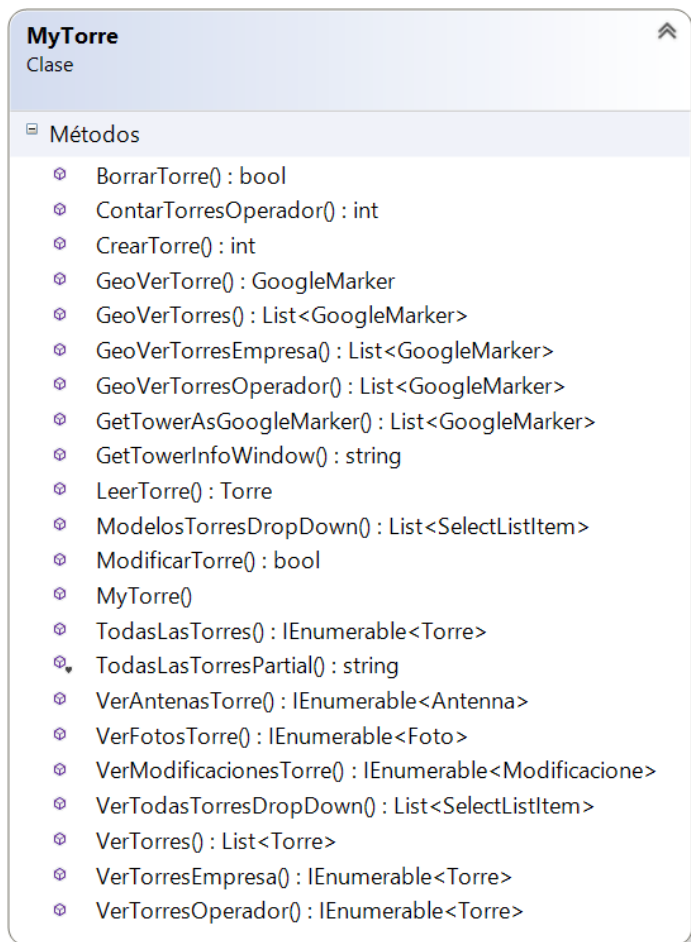 MyTorre
Clase
Métodos
BorrarTorre() : bool
ContarTorresOperador() : int
CrearTorre() : int
GeoVerTorre() : GoogleMarker
GeoVerTorres() : List<GoogleMarker>
GeoVerTorresEmpresa() : List<GoogleMarker>
GeoVerTorresOperador() : List<GoogleMarker>
GetTowerAsGoogleMarker() : List<GoogleMarker>
GetTowerInfoWindow() : string
LeerTorre() : Torre
ModelosTorresDropDown() : List<SelectListItem>
ModificarTorre() : bool
MyTorre()
TodasLasTorres() : IEnumerable<Torre>
TodasLasTorresPartial() : string
VerAntenasTorre() : IEnumerable<Antenna>
VerFotosTorre() : IEnumerable<Foto>
VerModificacionesTorre() : IEnumerable<Modificacione>
VerTodasTorresDropDown() : List<SelectListItem>
VerTorres() : List<Torre>
VerTorresEmpresa() : IEnumerable<Torre>
VerTorresOperador() : IEnumerable<Torre>